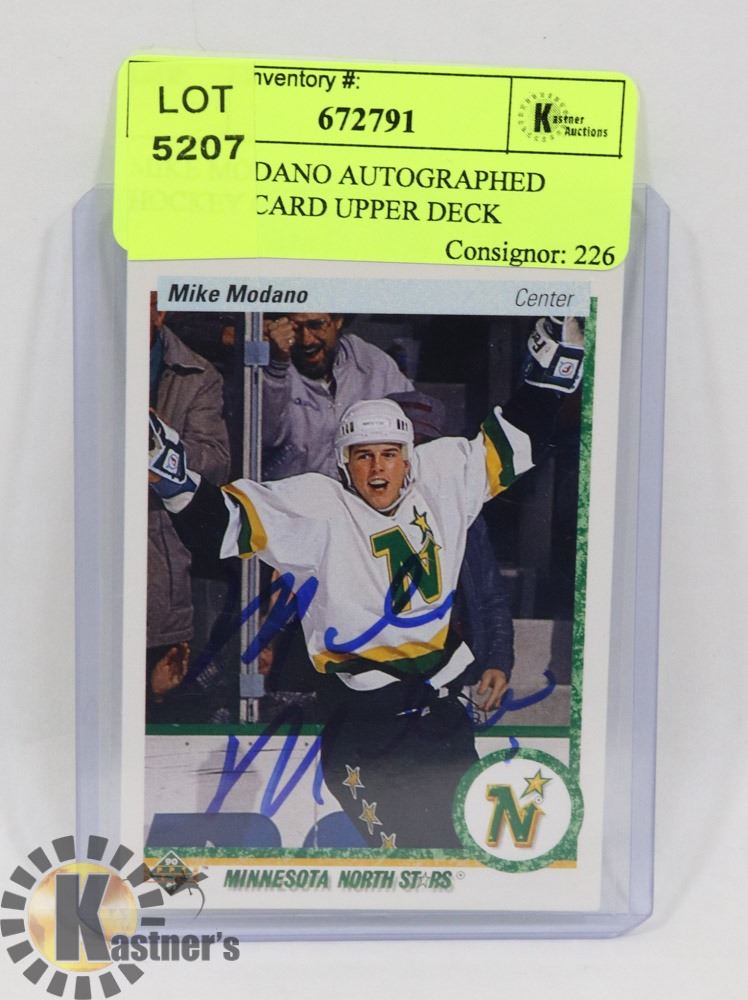 Inventory #:
LOT
5207
672791
Kastner
Auctions
DANO AUTOGRAPHED
CARD UPPER DECK
Consignor: 226
Mike Modano
Center
N
N
90
MINNESOTA NORTH STARS
Kastner's